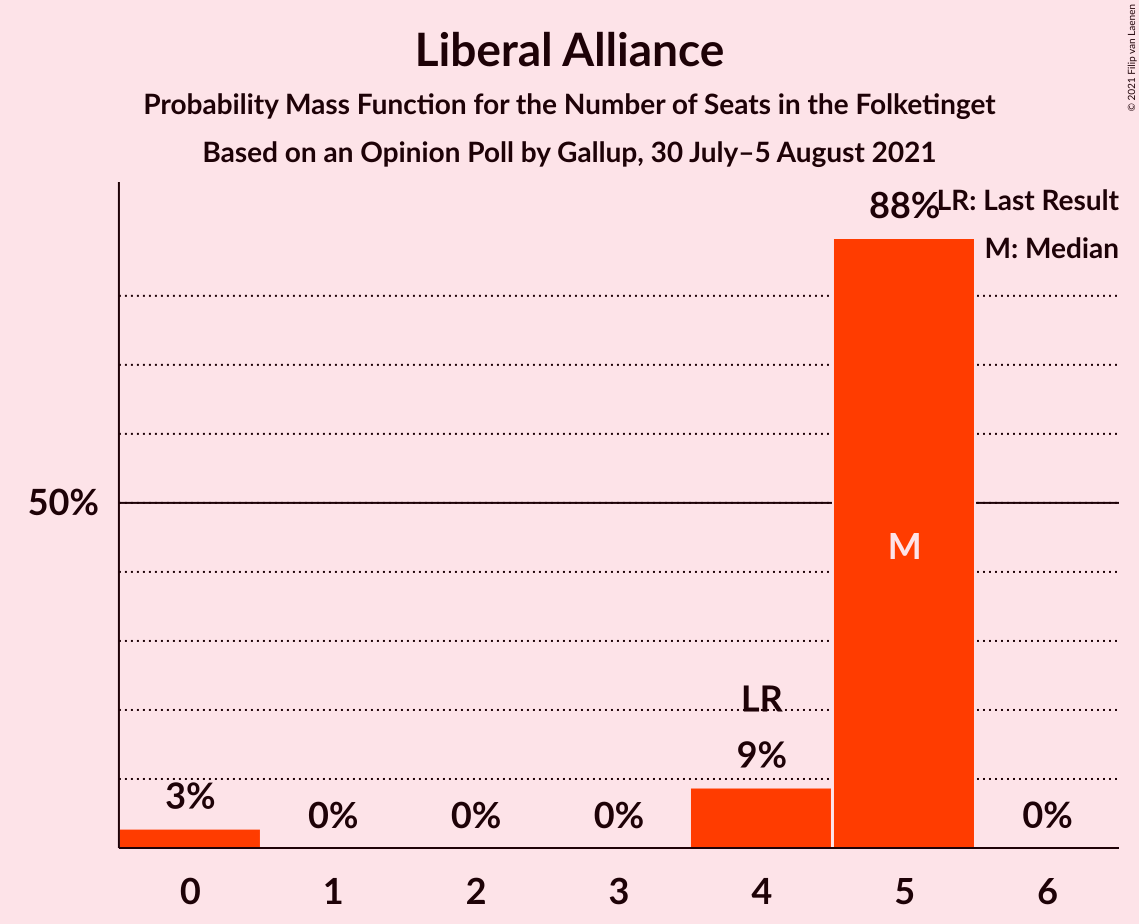 Liberal Alliance
Probability Mass Function for the Number of Seats in the Folketinget
Based on an Opinion Poll by Gallup, 30 July–5 August 2021
© 2021 Filip van Laenen
LR: Last Result
M: Median
88%
50%
M
LR
9%
3%
0%
0%
0%
0%
0 1 2 3 4 5 6